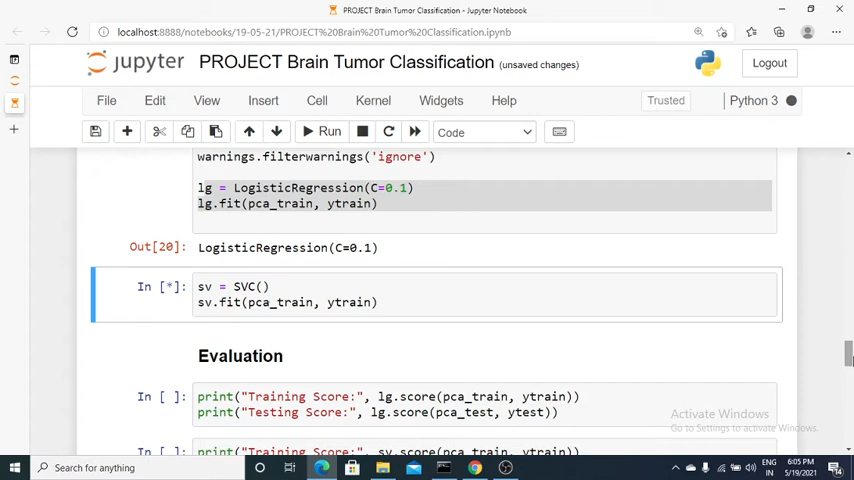 PROJECT Brain Tumor Classification - Jupyter Notebook
localhost:8888/notebooks/19-05-21/PROJECT%20Brain%20Tumor%20Classification.ipynb
jupyter PROJECT Brain Tumor Classification (unsaved changes) Logout
File Edit View Insert Cell Kernel Widgets Help Trusted Python 3
Run Code
warnings.filterwarnings('ignore')
lg = LogisticRegression(C=0.1)
lg.fit(pca_train, ytrain)
Out[20]: LogisticRegression(C=0.1)
In [*]: sv = SVC()
sv.fit(pca_train, ytrain)
Evaluation
In [ ]: print("Training Score:", lg.score(pca_train, ytrain))
print("Testing Score:", lg.score(pca_test, ytest))
In [ ]: print("Training Score:", sv.score(pca_train, ytrain))
Activate Windows
Go to Settings to activate Windows.
Search for anything
ENG 6:05 PM
IN 5/19/2021 14